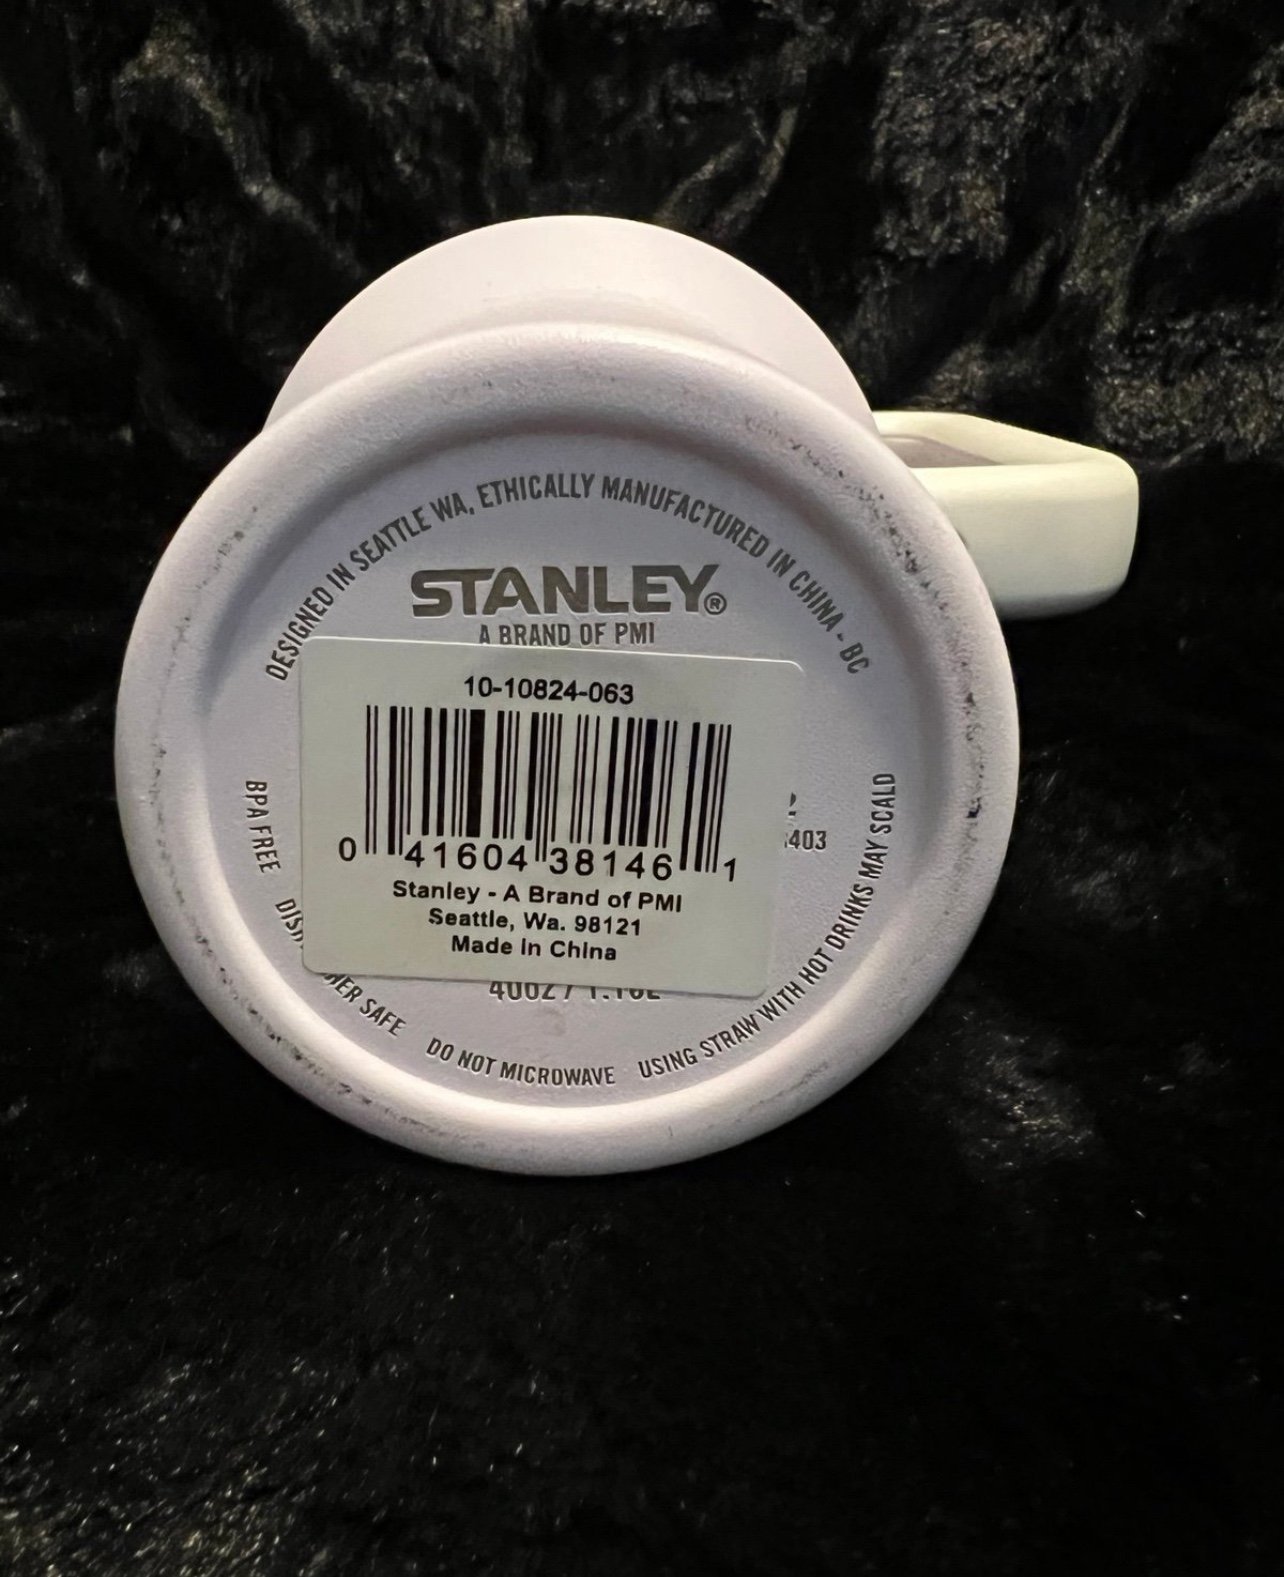 DESIGNED IN SEATTLE WA, ETHICALLY MANUFACTURED IN CHINA - BC
STANLEY®
A BRAND OF PMI
10-10824-063
0 41604 38146 1
Stanley - A Brand of PMI
Seattle, Wa. 98121
Made in China
403
BPA FREE
SAFE
DO NOT MICROWAVE
USING STRAW WITH HOT DRINKS MAY SCALD